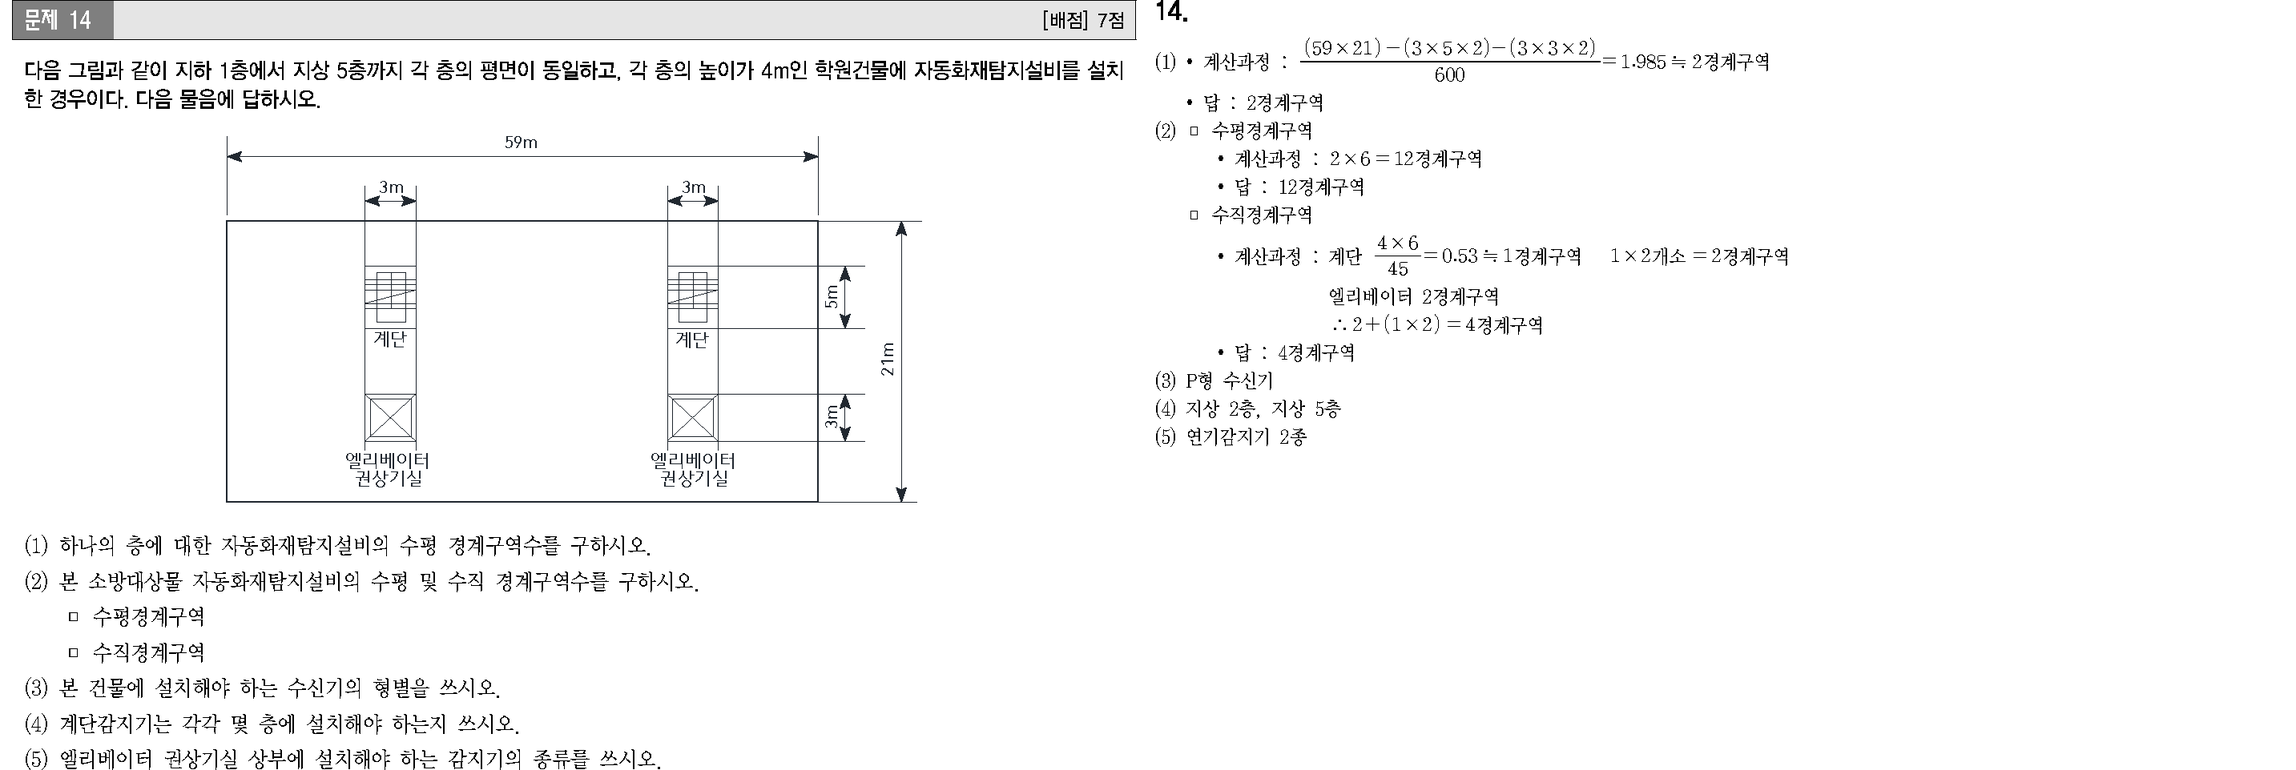 문제 14
[배점] 7점
다음 그림과 같이 지하 1층에서 지상 5층까지 각 층의 평면이 동일하고, 각 층의 높이가 4m인 학원건물에 자동화재탐지설비를 설치
한 경우이다. 다음 물음에 답하시오.
59m
3m 3m
5m
계단 계단
21m
3m
엘리베이터 엘리베이터
권상기실 권상기실
(1) 하나의 층에 대한 자동화재탐지설비의 수평 경계구역수를 구하시오.
(2) 본 소방대상물 자동화재탐지설비의 수평 및 수직 경계구역수를 구하시오.
□ 수평경계구역
□ 수직경계구역
(3) 본 건물에 설치해야 하는 수신기의 형별을 쓰시오.
(4) 계단감지기는 각각 몇 층에 설치해야 하는지 쓰시오.
(5) 엘리베이터 권상기실 상부에 설치해야 하는 감지기의 종류를 쓰시오.
14.
(1) • 계산과정 : (59×21)−(3×5×2)−(3×3×2) / 600 = 1.985 ≒ 2경계구역
• 답 : 2경계구역
(2) □ 수평경계구역
• 계산과정 : 2×6=12경계구역
• 답 : 12경계구역
□ 수직경계구역
• 계산과정 : 계단 4×6 / 45 = 0.53 ≒ 1경계구역 1×2개소 = 2경계구역
엘리베이터 2경계구역
∴ 2+(1×2)=4경계구역
• 답 : 4경계구역
(3) P형 수신기
(4) 지상 2층, 지상 5층
(5) 연기감지기 2종